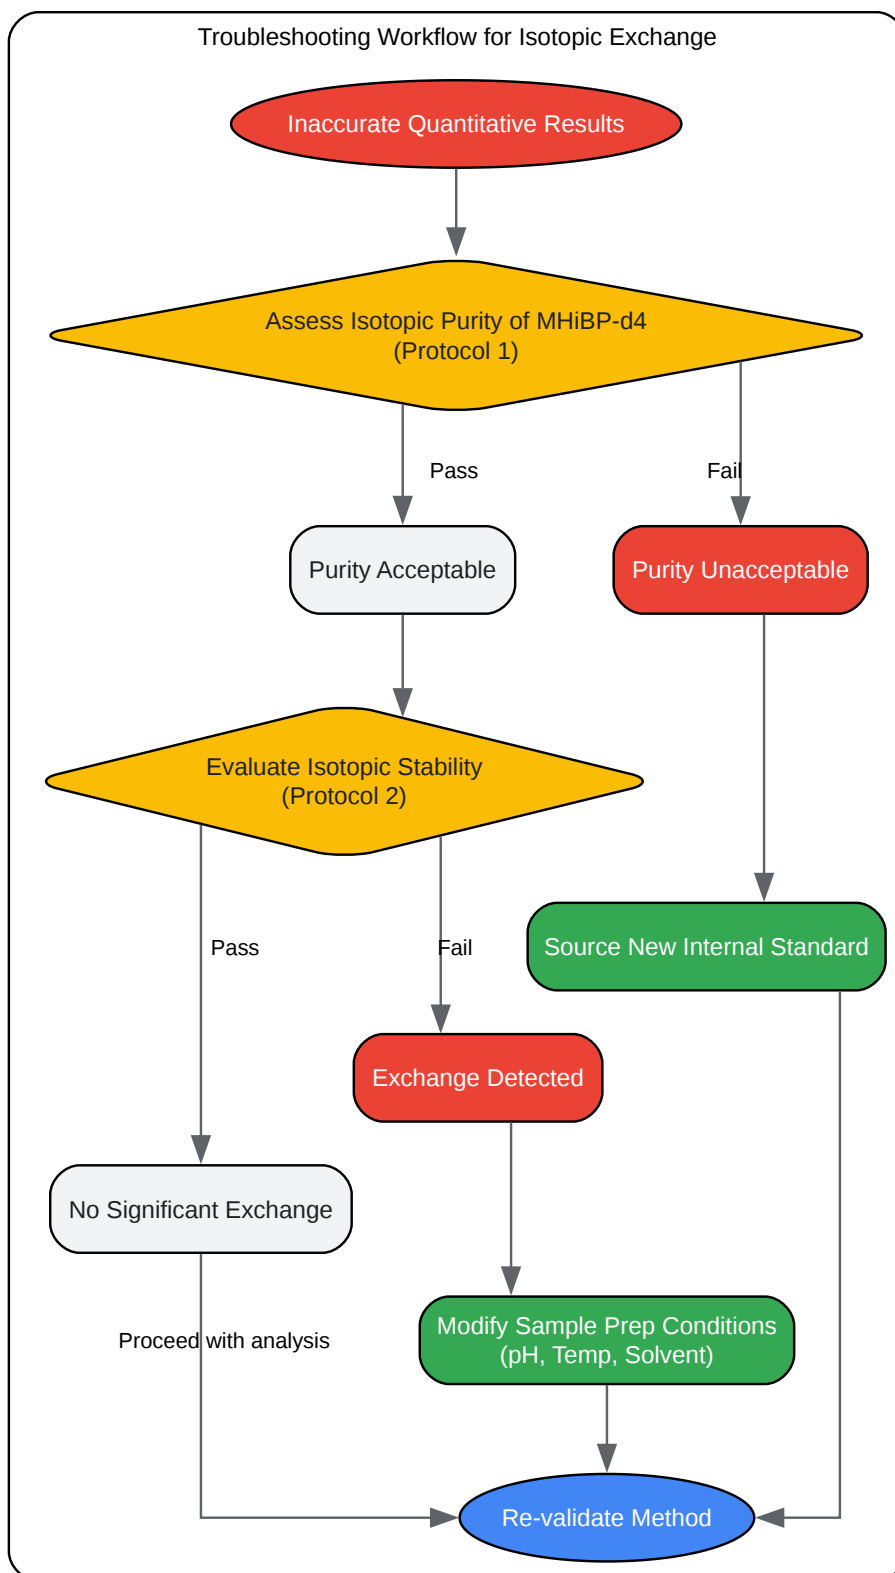 Troubleshooting Workflow for Isotopic Exchange
Inaccurate Quantitative Results
Assess Isotopic Purity of MHiBP-d4
(Protocol 1)
Pass
Fail
Purity Acceptable
Purity Unacceptable
Evaluate Isotopic Stability
(Protocol 2)
Pass
Fail
Source New Internal Standard
Exchange Detected
No Significant Exchange
Modify Sample Prep Conditions
(pH, Temp, Solvent)
Proceed with analysis
Re-validate Method